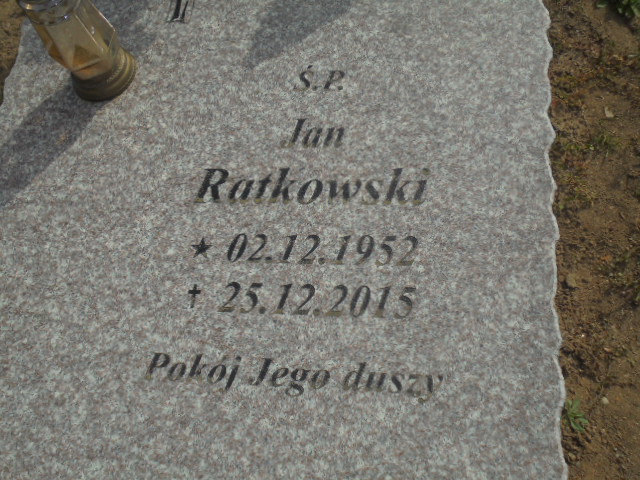 Ś.P.
Jan
Ratkowski
★ 02.12.1952
✝ 25.12.2015
Pokój Jego duszy